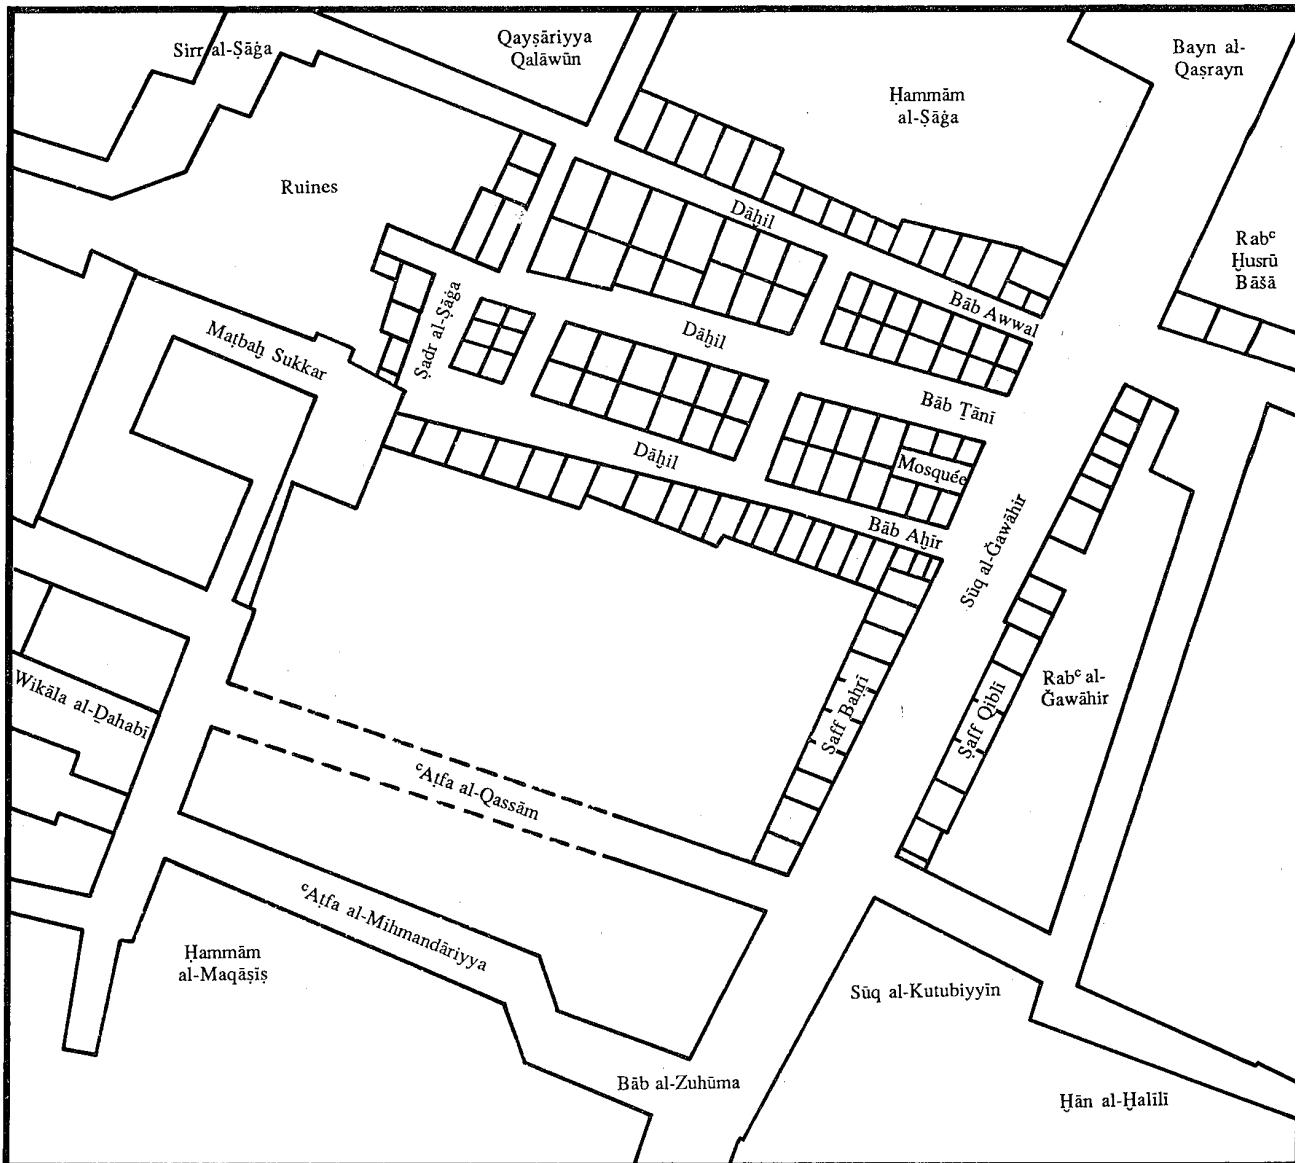 Sirr al-Ṣāġa
Qayṣāriyya
Qalāwūn
Bayn al-
Qaṣrayn
Ḥammām
al-Ṣāġa
Ruines
Dāḫil
Rabᶜ
Ḫusrū
Bāšā
Bāb Awwal
Ṣadr al-Ṣāġa
Dāḫil
Maṭbaḫ Sukkar
Bāb Ṯānī
Dāḫil
Mosquée
Bāb Aḫīr
Sūq al-Ǧawāhir
Wikāla al-Ḏahabī
Ṣaff Baḥrī
Ṣaff Qiblī
Rabᶜ al-
Ǧawāhir
ᶜAṭfa al-Qassām
ᶜAṭfa al-Mihmandāriyya
Ḥammām
al-Maqāṣīṣ
Sūq al-Kutubiyyīn
Bāb al-Zuhūma
Ḫān al-Ḫalīlī